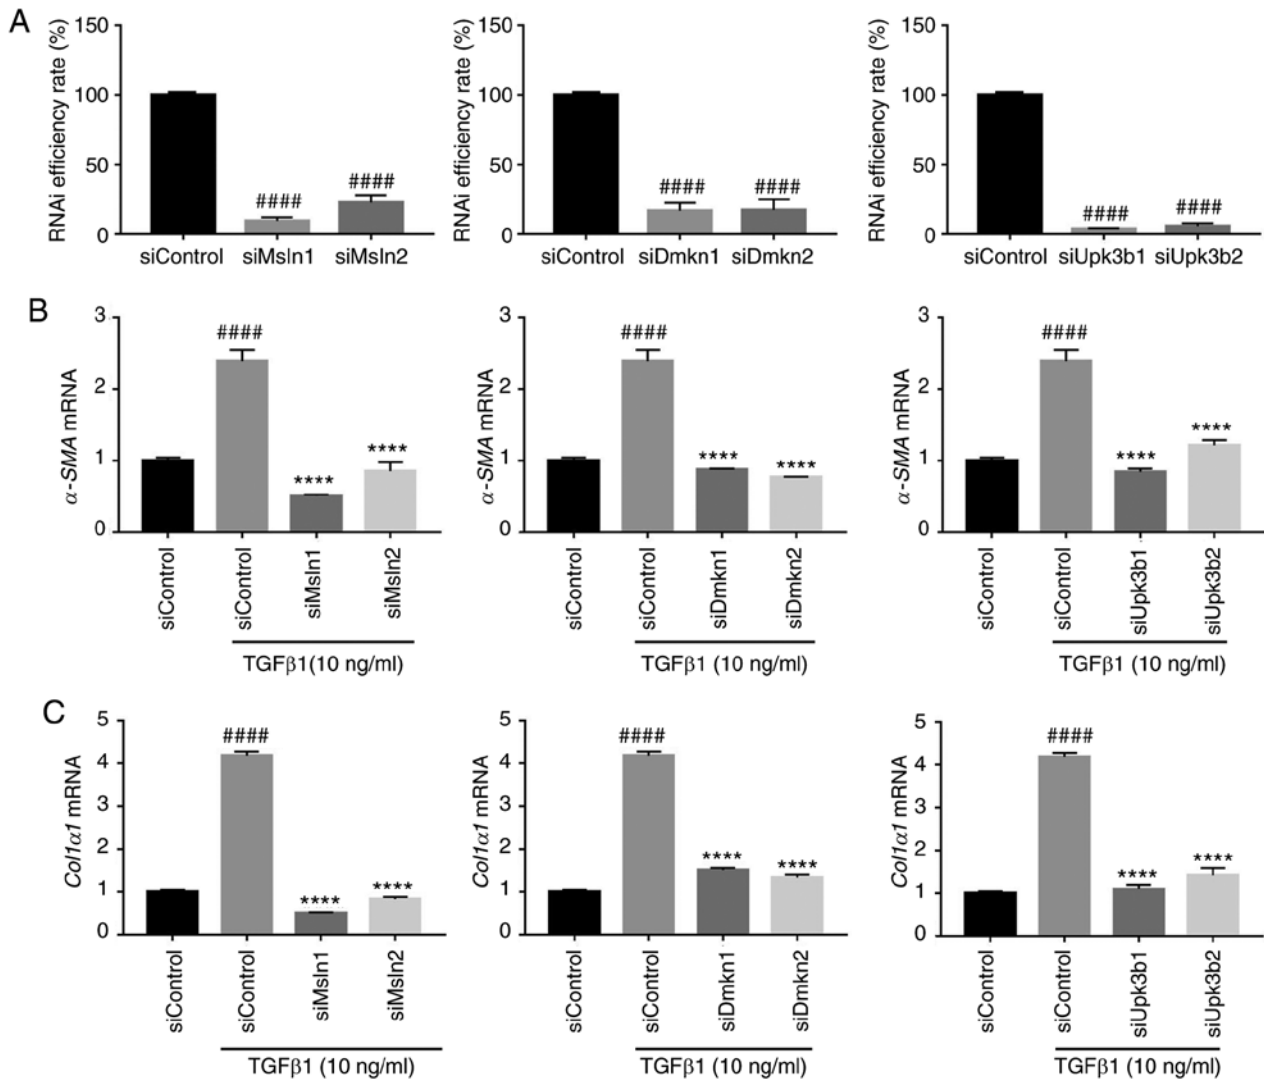 A
RNAi efficiency rate (%)
150
100
50
0
####
####
siControl siMsln1 siMsln2
RNAi efficiency rate (%)
150
100
50
0
####
####
siControl siDmkn1 siDmkn2
RNAi efficiency rate (%)
150
100
50
0
####
####
siControl siUpk3b1 siUpk3b2
B
α-SMA mRNA
3
2
1
0
####
****
****
siControl
siControl
siMsln1
siMsln2
TGFβ1(10 ng/ml)
α-SMA mRNA
3
2
1
0
####
****
****
siControl
siControl
siDmkn1
siDmkn2
TGFβ1 (10 ng/ml)
α-SMA mRNA
3
2
1
0
####
****
****
siControl
siControl
siUpk3b1
siUpk3b2
TGFβ1 (10 ng/ml)
C
Col1α1 mRNA
5
4
3
2
1
0
####
****
****
siControl
siControl
siMsln1
siMsln2
TGFβ1 (10 ng/ml)
Col1α1 mRNA
5
4
3
2
1
0
####
****
****
siControl
siControl
siDmkn1
siDmkn2
TGFβ1 (10 ng/ml)
Col1α1 mRNA
5
4
3
2
1
0
####
****
****
siControl
siControl
siUpk3b1
siUpk3b2
TGFβ1 (10 ng/ml)